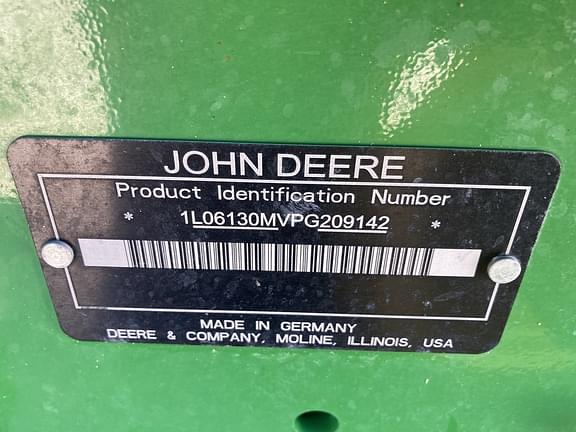 JOHN DEERE
Product Identification Number
* 1L06130MVPG209142 *
MADE IN GERMANY
DEERE & COMPANY, MOLINE, ILLINOIS, USA